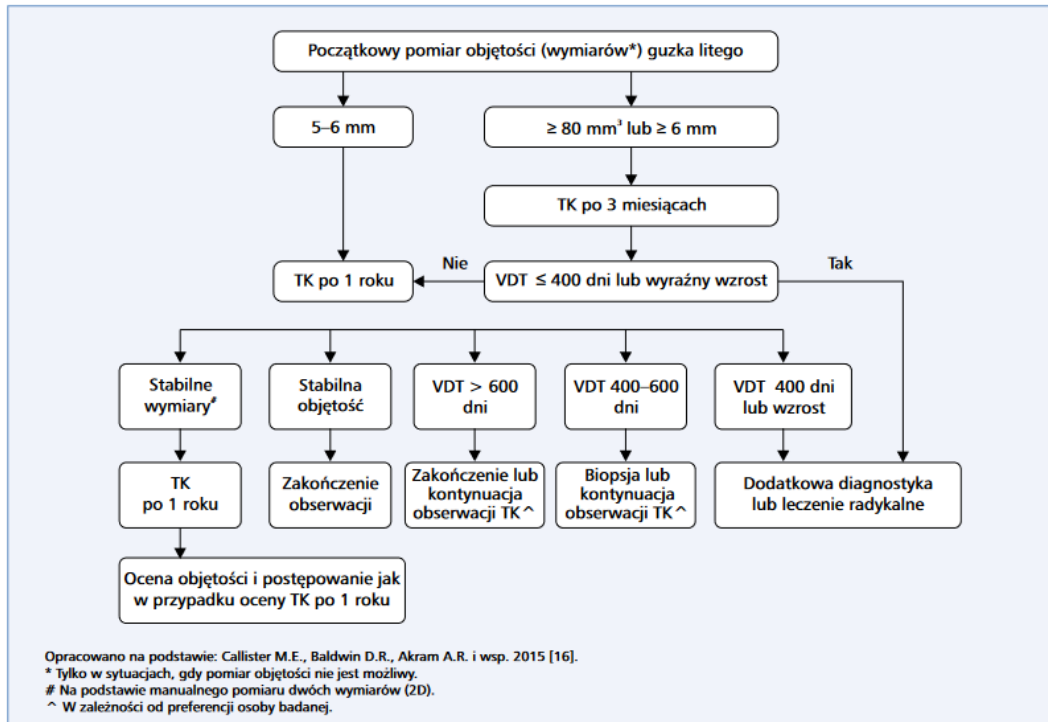 Początkowy pomiar objętości (wymiarów*) guzka litego
5–6 mm
≥ 80 mm³ lub ≥ 6 mm
TK po 3 miesiącach
Nie
Tak
TK po 1 roku
VDT ≤ 400 dni lub wyraźny wzrost
Stabilne
wymiary#
Stabilna
objętość
VDT > 600
dni
VDT 400–600
dni
VDT 400 dni
lub wzrost
TK
po 1 roku
Zakończenie
obserwacji
Zakończenie lub
kontynuacja
obserwacji TK^
Biopsja lub
kontynuacja
obserwacji TK^
Dodatkowa diagnostyka
lub leczenie radykalne
Ocena objętości i postępowanie jak
w przypadku oceny TK po 1 roku
Opracowano na podstawie: Callister M.E., Baldwin D.R., Akram A.R. i wsp. 2015 [16].
* Tylko w sytuacjach, gdy pomiar objętości nie jest możliwy.
# Na podstawie manualnego pomiaru dwóch wymiarów (2D).
^ W zależności od preferencji osoby badanej.